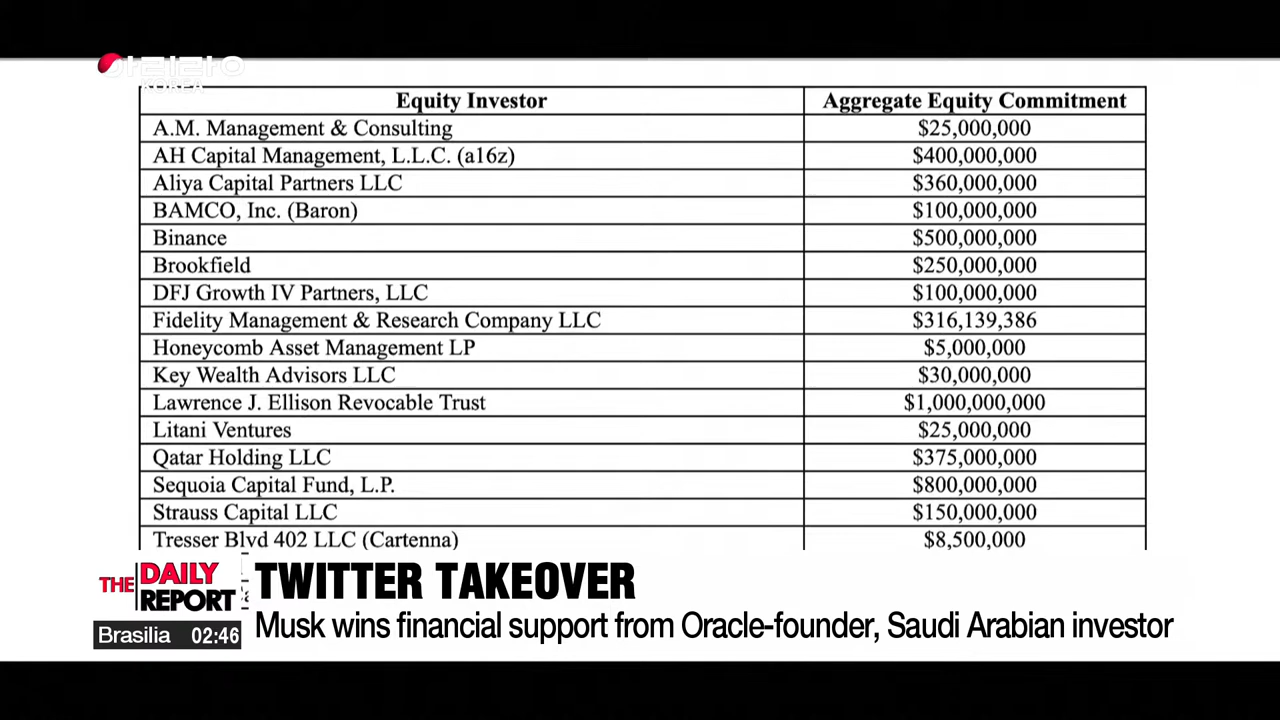 아리랑
KOREA
Equity Investor Aggregate Equity Commitment
A.M. Management & Consulting $25,000,000
AH Capital Management, L.L.C. (a16z) $400,000,000
Aliya Capital Partners LLC $360,000,000
BAMCO, Inc. (Baron) $100,000,000
Binance $500,000,000
Brookfield $250,000,000
DFJ Growth IV Partners, LLC $100,000,000
Fidelity Management & Research Company LLC $316,139,386
Honeycomb Asset Management LP $5,000,000
Key Wealth Advisors LLC $30,000,000
Lawrence J. Ellison Revocable Trust $1,000,000,000
Litani Ventures $25,000,000
Qatar Holding LLC $375,000,000
Sequoia Capital Fund, L.P. $800,000,000
Strauss Capital LLC $150,000,000
Tresser Blvd 402 LLC (Cartenna) $8,500,000
THE DAILY REPORT
TWITTER TAKEOVER
Musk wins financial support from Oracle-founder, Saudi Arabian investor
Brasilia 02:46